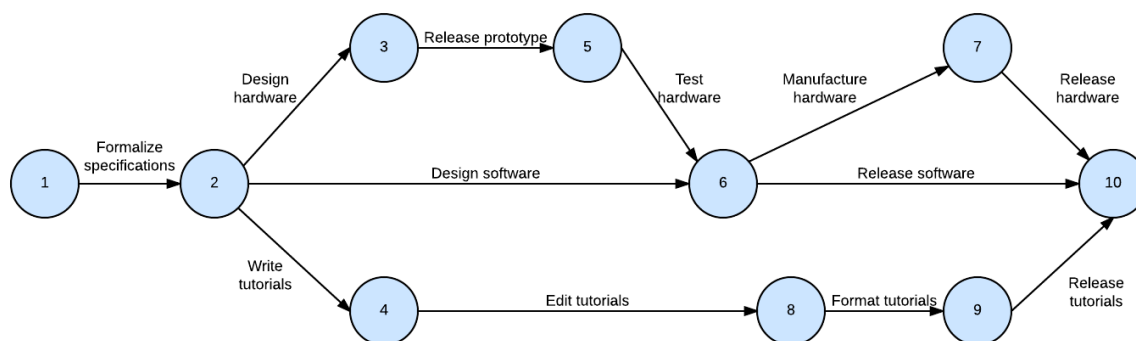 3
Release prototype
5
7
Design
hardware
Test
hardware
Manufacture
hardware
Release
hardware
Formalize
specifications
1
2
Design software
6
Release software
10
Write
tutorials
4
Edit tutorials
8
Format tutorials
9
Release
tutorials